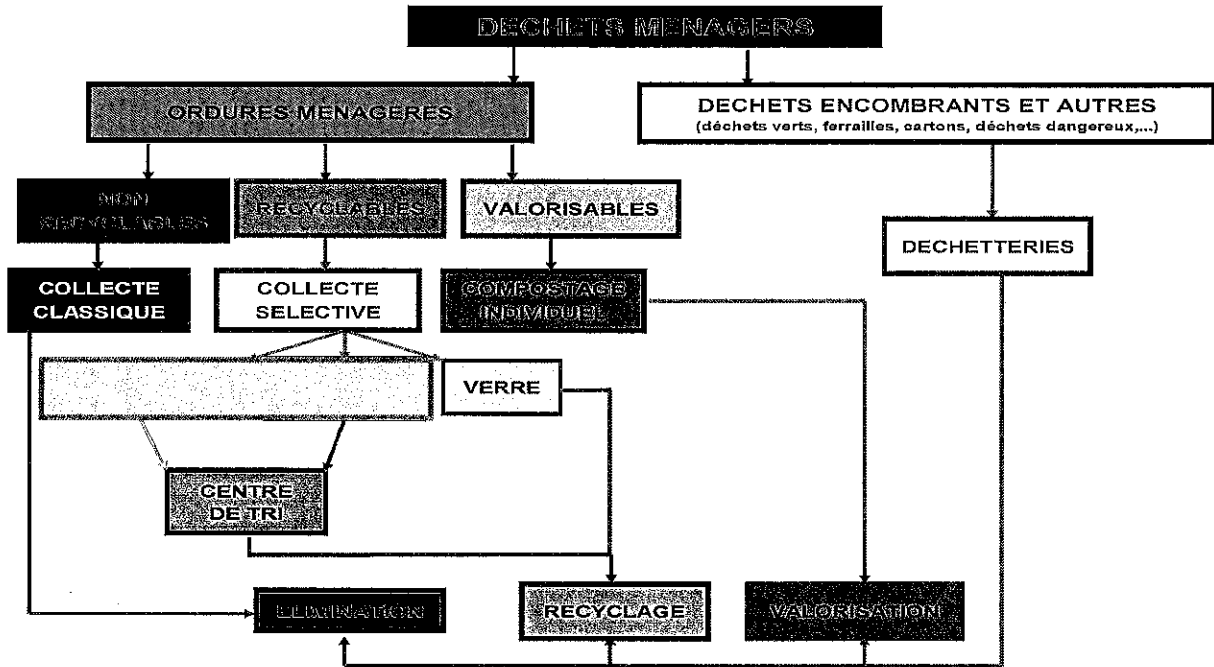 DECHETS MENAGERS
ORDURES MENAGERES
DECHETS ENCOMBRANTS ET AUTRES
(déchets verts, ferrailles, cartons, déchets dangereux,...)
NON
RECYCLABLES
RECYCLABLES
VALORISABLES
DECHETTERIES
COLLECTE
CLASSIQUE
COLLECTE
SELECTIVE
COMPOSTAGE
INDIVIDUEL
VERRE
CENTRE
DE TRI
ELIMINATION
RECYCLAGE
VALORISATION